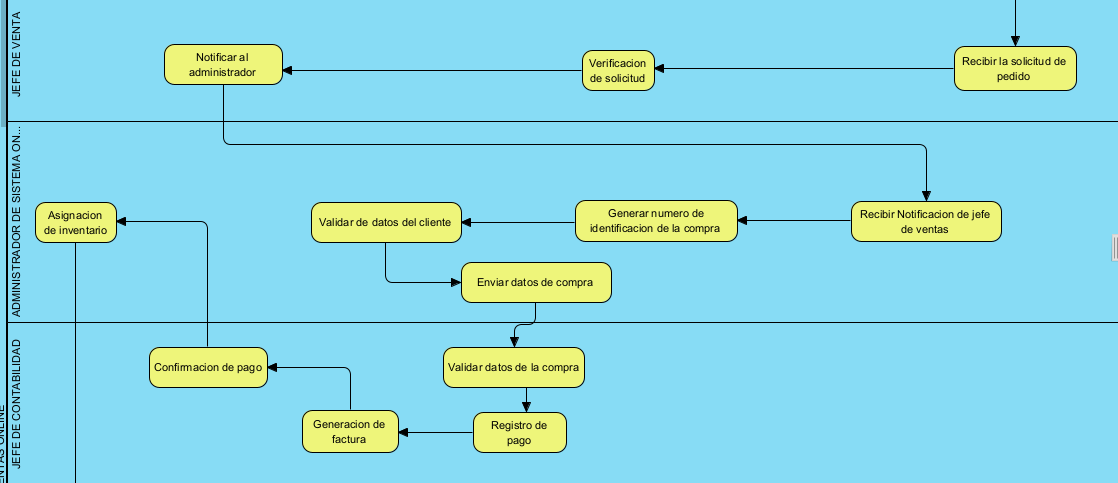 JEFE DE VENTA
Notificar al
administrador
Verificacion
de solicitud
Recibir la solicitud de
pedido
ADMINISTRADOR DE SISTEMA ON...
Asignacion
de inventario
Validar de datos del cliente
Generar numero de
identificacion de la compra
Recibir Notificacion de jefe
de ventas
Enviar datos de compra
JEFE DE CONTABILIDAD
Confirmacion de pago
Validar datos de la compra
Generacion de
factura
Registro de
pago
ONLINE